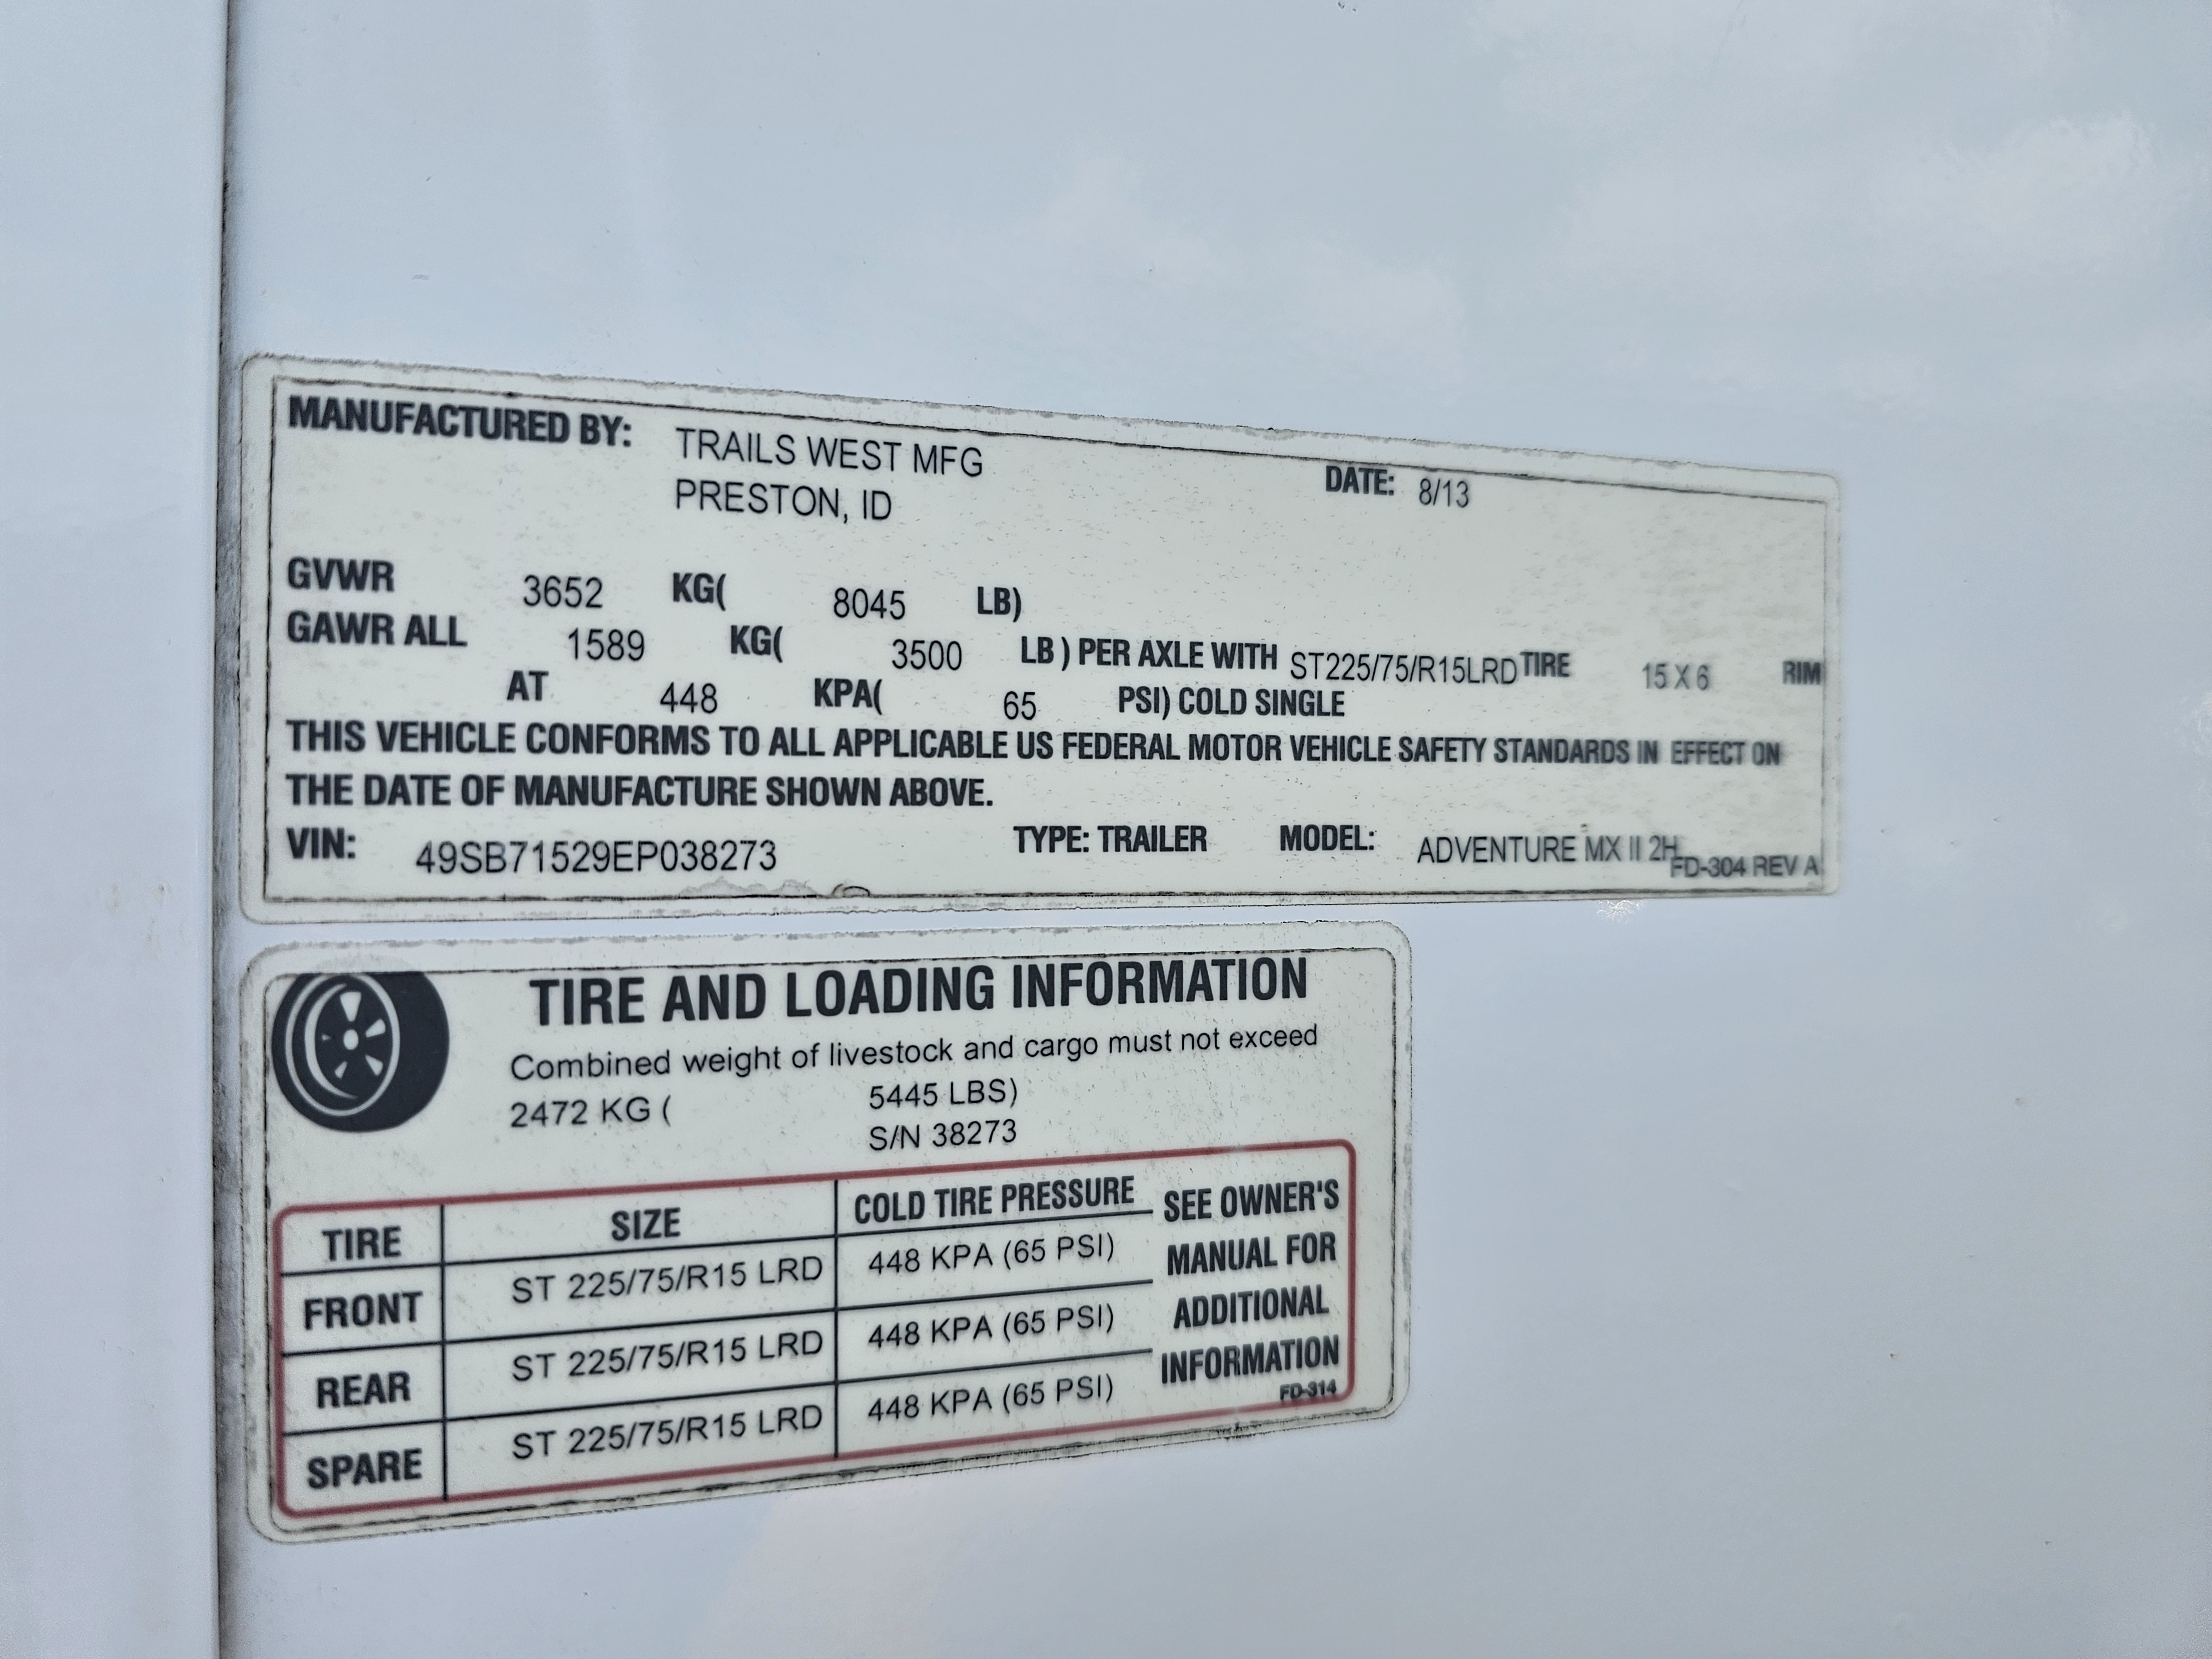 MANUFACTURED BY: TRAILS WEST MFG DATE: 8/13
PRESTON, ID
GVWR 3652 KG( 8045 LB)
GAWR ALL 1589 KG( 3500 LB ) PER AXLE WITH ST225/75/R15LRD TIRE 15 X 6 RIM
AT 448 KPA( 65 PSI) COLD SINGLE
THIS VEHICLE CONFORMS TO ALL APPLICABLE US FEDERAL MOTOR VEHICLE SAFETY STANDARDS IN EFFECT ON
THE DATE OF MANUFACTURE SHOWN ABOVE.
VIN: 49SB71529EP038273 TYPE: TRAILER MODEL: ADVENTURE MX II 2H
FD-304 REV A
TIRE AND LOADING INFORMATION
Combined weight of livestock and cargo must not exceed
2472 KG ( 5445 LBS)
S/N 38273
TIRE SIZE COLD TIRE PRESSURE
FRONT ST 225/75/R15 LRD 448 KPA (65 PSI)
REAR ST 225/75/R15 LRD 448 KPA (65 PSI)
SPARE ST 225/75/R15 LRD 448 KPA (65 PSI)
SEE OWNER'S
MANUAL FOR
ADDITIONAL
INFORMATION
FD-314